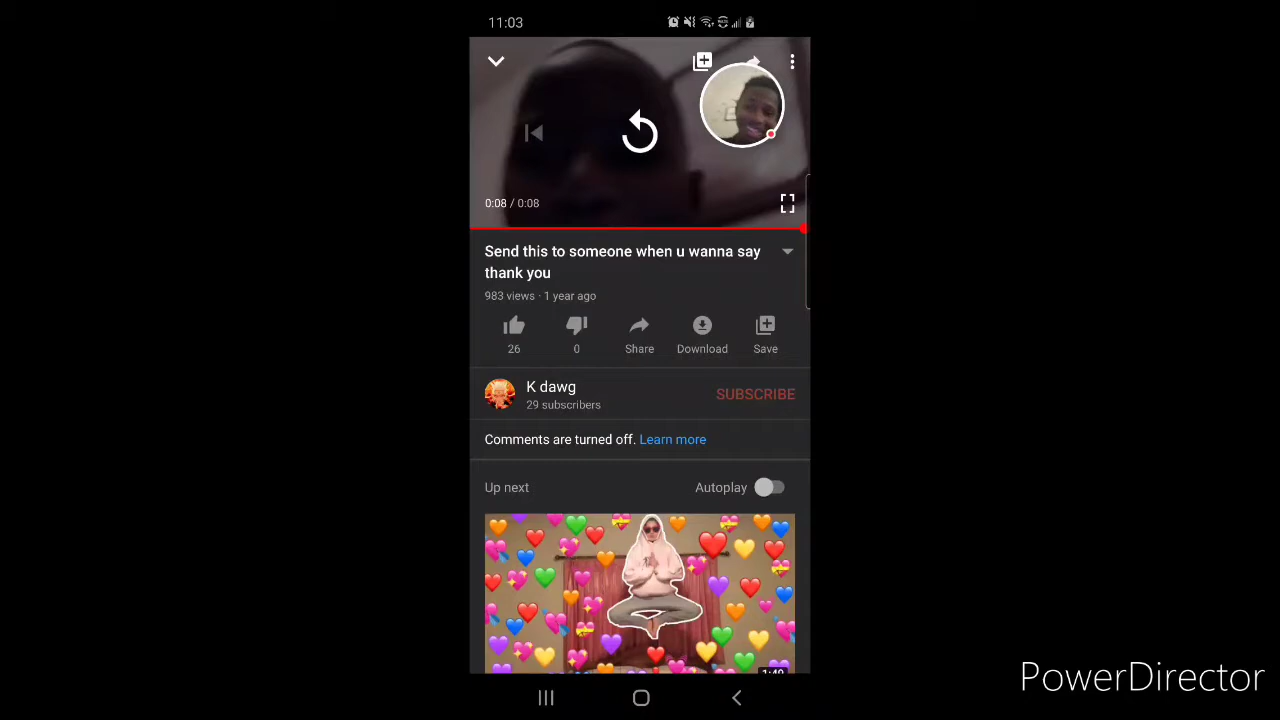 11:03
0:08 / 0:08
Send this to someone when u wanna say
thank you
983 views · 1 year ago
26
0
Share
Download
Save
K dawg
29 subscribers
SUBSCRIBE
Comments are turned off. Learn more
Up next
Autoplay
PowerDirector